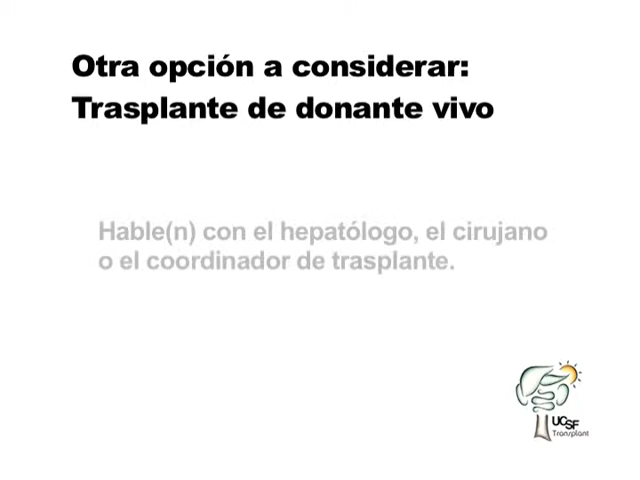 Otra opción a considerar:
Trasplante de donante vivo
Hable(n) con el hepatólogo, el cirujano
o el coordinador de trasplante.
UCSF
Transplant